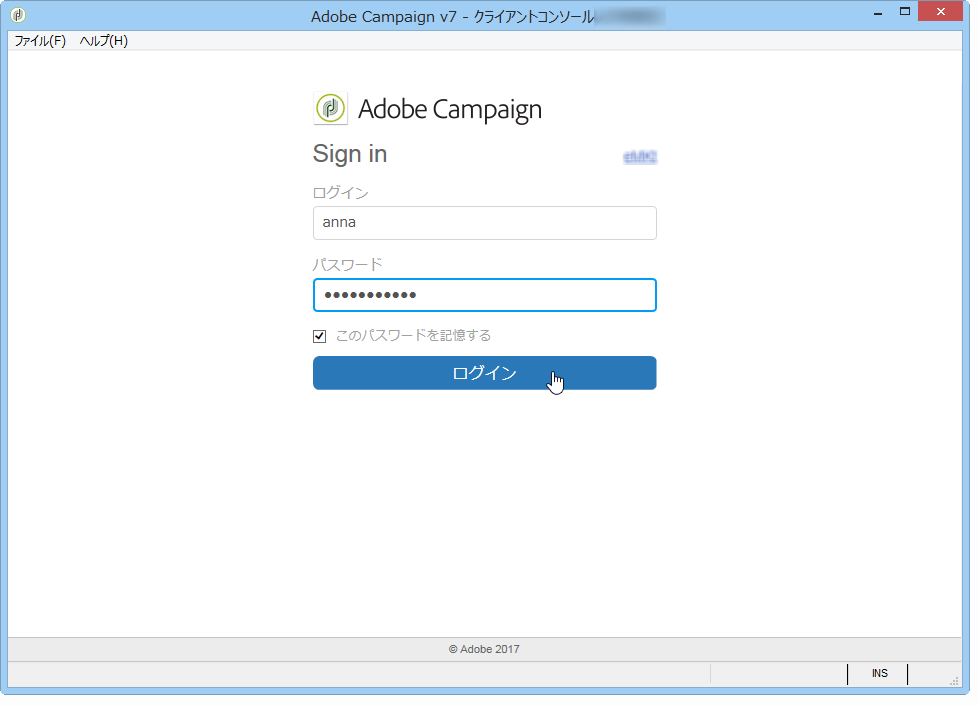 Adobe Campaign v7 - クライアントコンソール
ファイル(F) ヘルプ(H)
Adobe Campaign
Sign in
ログイン
anna
パスワード
このパスワードを記憶する
ログイン
© Adobe 2017
INS